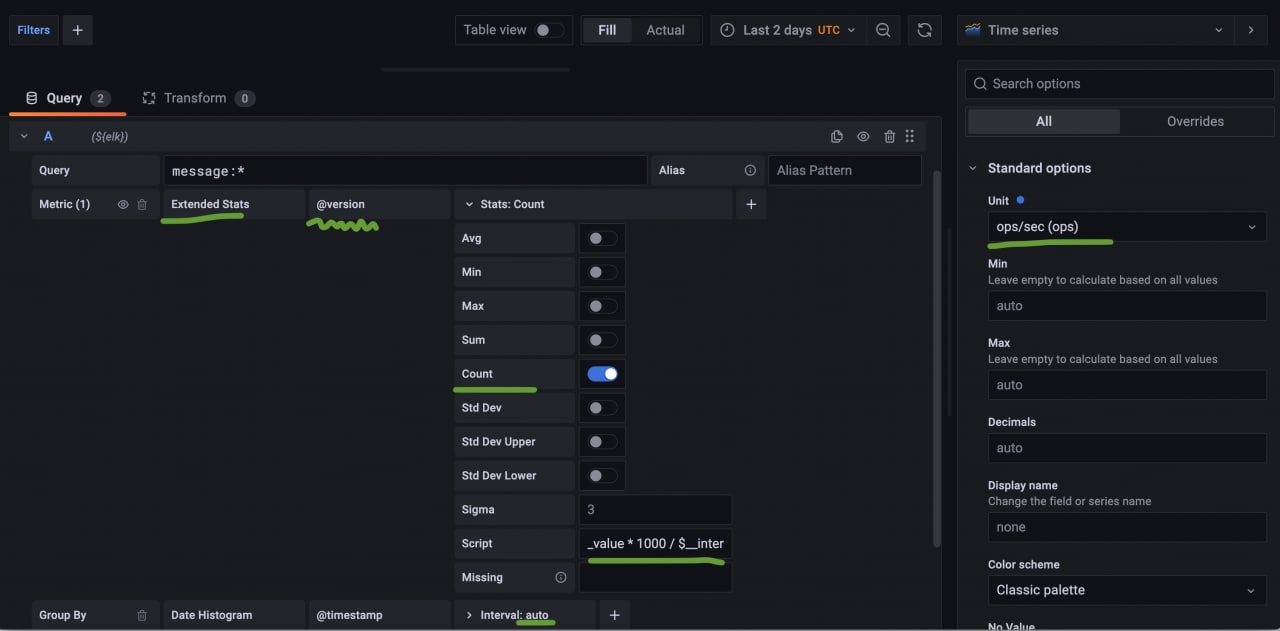 Filters
Table view
Fill
Actual
Last 2 days UTC
Time series
Query 2
Transform 0
Search options
All
Overrides
A (${elk})
Query
message:*
Alias
Alias Pattern
Metric (1)
Extended Stats
@version
Stats: Count
Avg
Min
Max
Sum
Count
Std Dev
Std Dev Upper
Std Dev Lower
Sigma
3
Script
_value * 1000 / $__inter
Missing
Group By
Date Histogram
@timestamp
Interval: auto
Standard options
Unit
ops/sec (ops)
Min
Leave empty to calculate based on all values
auto
Max
Leave empty to calculate based on all values
auto
Decimals
auto
Display name
Change the field or series name
none
Color scheme
Classic palette
No Value